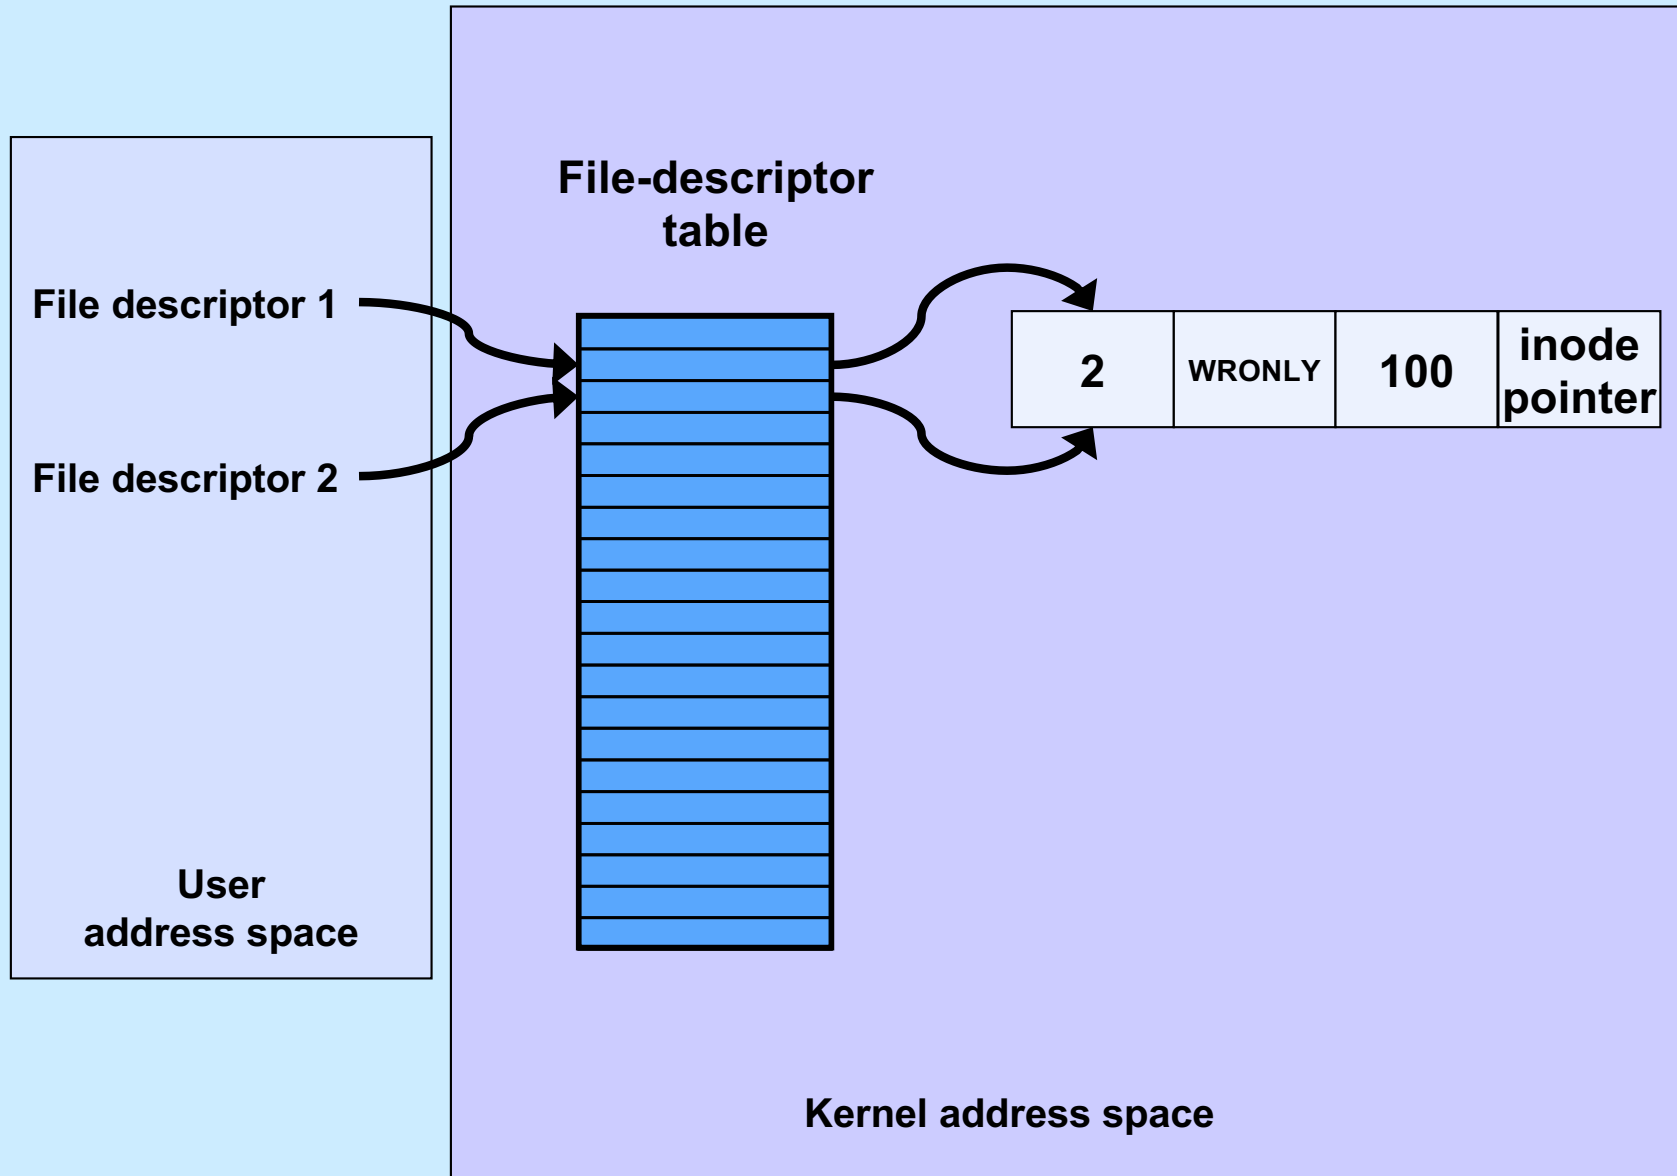 File-descriptor
table
File descriptor 1
File descriptor 2
2
WRONLY
100
inode
pointer
User
address space
Kernel address space